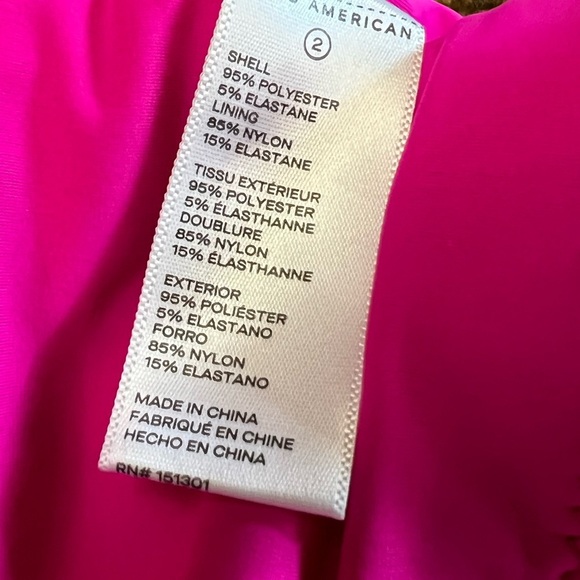 AMERICAN
2
SHELL
95% POLYESTER
5% ELASTANE
LINING
85% NYLON
15% ELASTANE
TISSU EXTÉRIEUR
95% POLYESTER
5% ÉLASTHANNE
DOUBLURE
85% NYLON
15% ÉLASTHANNE
EXTERIOR
95% POLIÉSTER
5% ELASTANO
FORRO
85% NYLON
15% ELASTANO
MADE IN CHINA
FABRIQUÉ EN CHINE
HECHO EN CHINA
RN# 151301